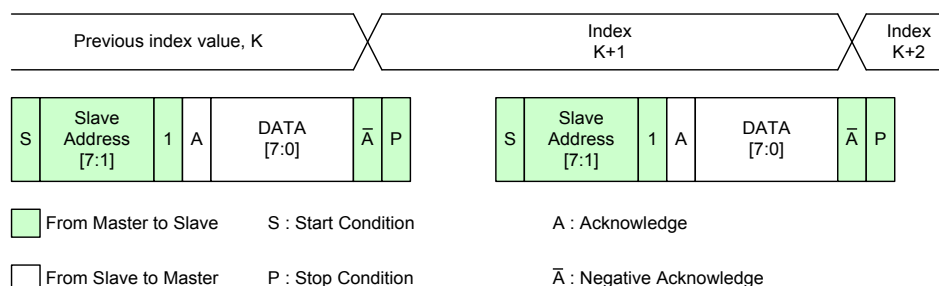 Previous index value, K
Index
K+1
Index
K+2
S
Slave
Address
[7:1]
1
A
DATA
[7:0]
A̅
P
S
Slave
Address
[7:1]
1
A
DATA
[7:0]
A̅
P
From Master to Slave
S : Start Condition
A : Acknowledge
From Slave to Master
P : Stop Condition
A̅ : Negative Acknowledge